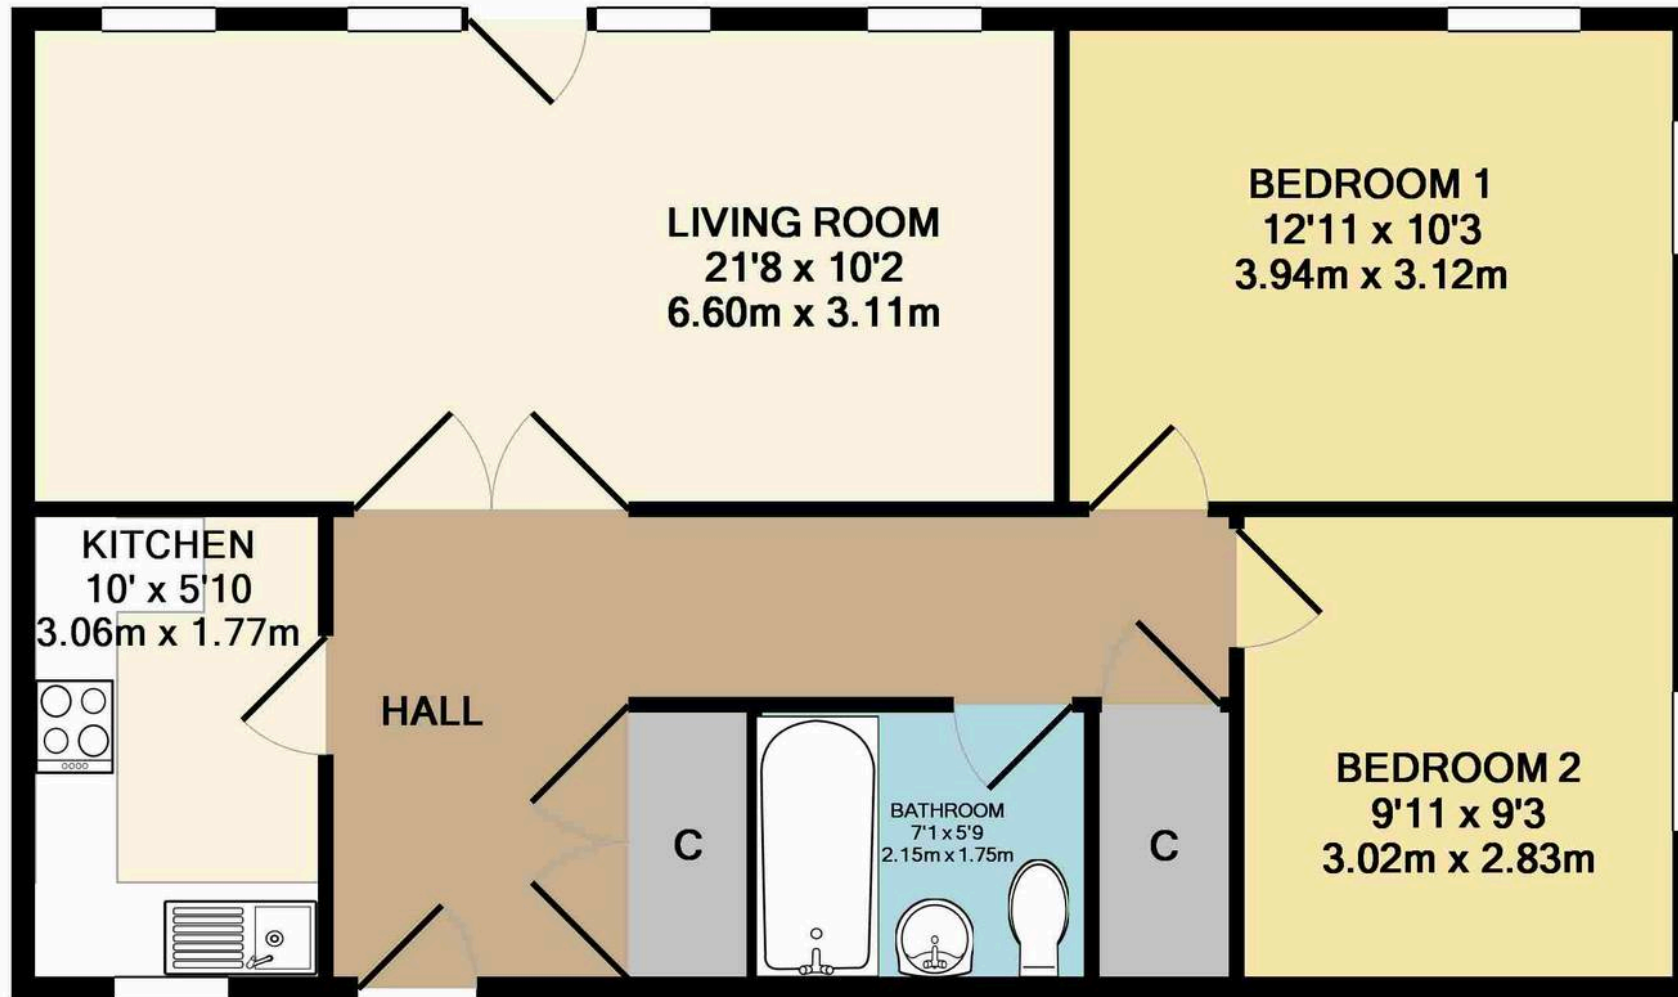 LIVING ROOM
21'8 x 10'2
6.60m x 3.11m
BEDROOM 1
12'11 x 10'3
3.94m x 3.12m
KITCHEN
10' x 5'10
3.06m x 1.77m
HALL
C
BATHROOM
7'1 x 5'9
2.15m x 1.75m
C
BEDROOM 2
9'11 x 9'3
3.02m x 2.83m